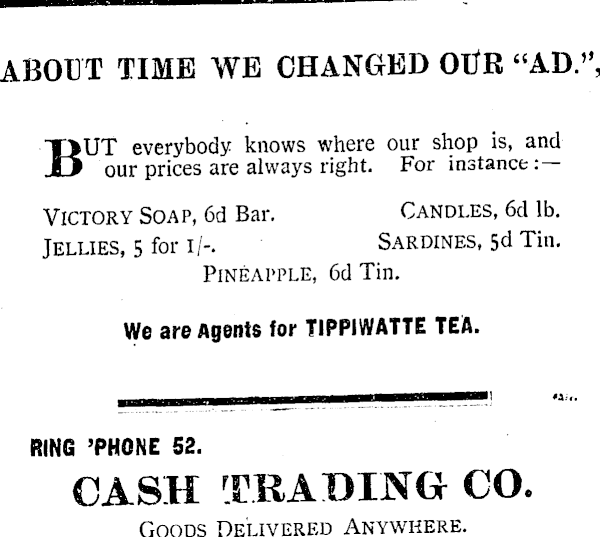 ABOUT TIME WE CHANGED OUR “AD.”,
BUT everybody knows where our shop is, and
our prices are always right. For instance:—
VICTORY SOAP, 6d Bar. CANDLES, 6d lb.
JELLIES, 5 for 1/-. SARDINES, 5d Tin.
PINEAPPLE, 6d Tin.
We are Agents for TIPPIWATTE TEA.
RING ’PHONE 52.
CASH TRADING CO.
GOODS DELIVERED ANYWHERE.